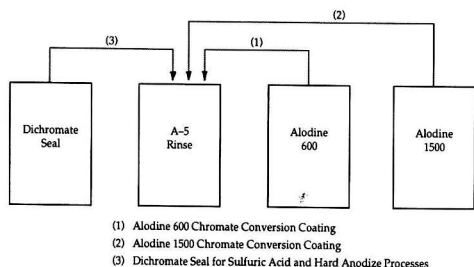 (2)
(3)
(1)
Dichromate
Seal
A–5
Rinse
Alodine
600
Alodine
1500
(1) Alodine 600 Chromate Conversion Coating
(2) Alodine 1500 Chromate Conversion Coating
(3) Dichromate Seal for Sulfuric Acid and Hard Anodize Processes